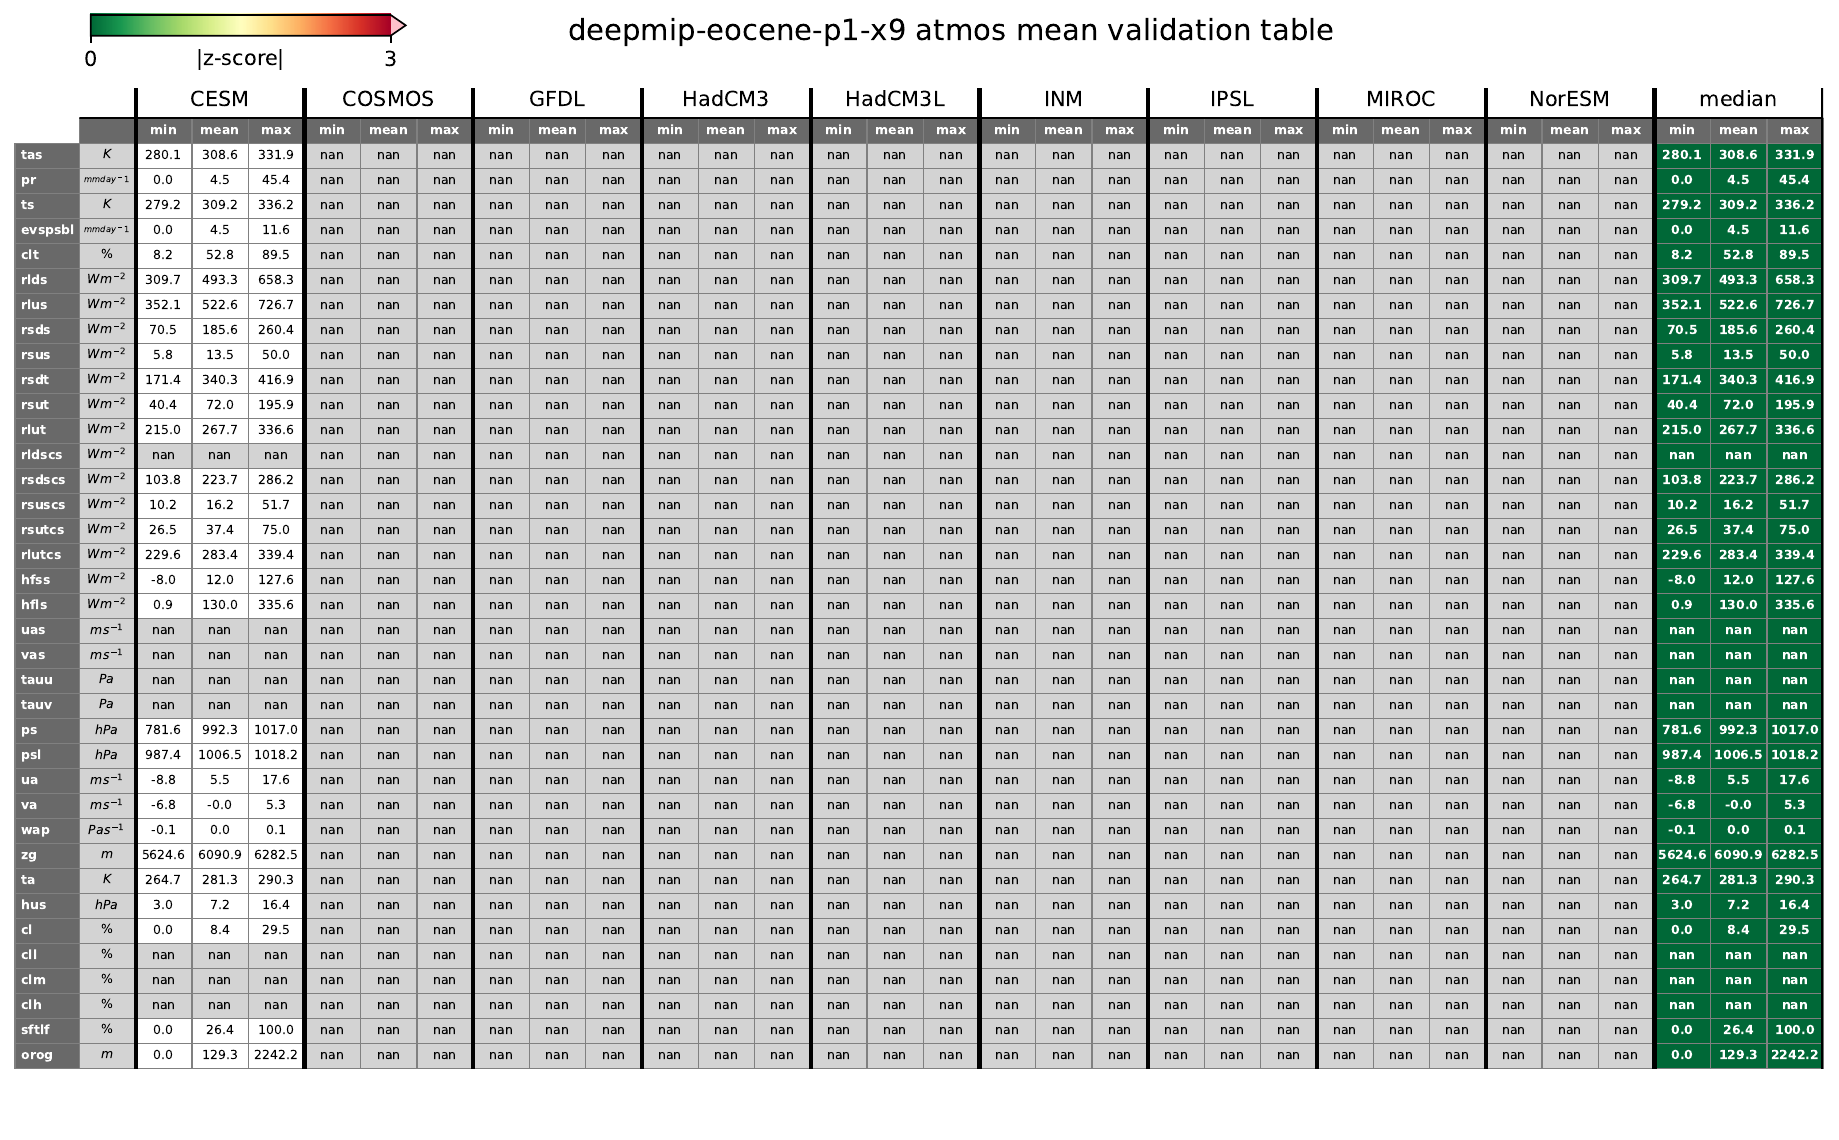 deepmip-eocene-p1-x9 atmos mean validation table
0 |z-score| 3
CESM COSMOS GFDL HadCM3 HadCM3L INM IPSL MIROC NorESM median
min mean max min mean max min mean max min mean max min mean max min mean max min mean max min mean max min mean max min mean max
tas K 280.1 308.6 331.9 nan nan nan nan nan nan nan nan nan nan nan nan nan nan nan nan nan nan nan nan nan nan nan nan 280.1 308.6 331.9
pr mmday−1 0.0 4.5 45.4 nan nan nan nan nan nan nan nan nan nan nan nan nan nan nan nan nan nan nan nan nan nan nan nan 0.0 4.5 45.4
ts K 279.2 309.2 336.2 nan nan nan nan nan nan nan nan nan nan nan nan nan nan nan nan nan nan nan nan nan nan nan nan 279.2 309.2 336.2
evspsbl mmday−1 0.0 4.5 11.6 nan nan nan nan nan nan nan nan nan nan nan nan nan nan nan nan nan nan nan nan nan nan nan nan 0.0 4.5 11.6
clt % 8.2 52.8 89.5 nan nan nan nan nan nan nan nan nan nan nan nan nan nan nan nan nan nan nan nan nan nan nan nan 8.2 52.8 89.5
rlds Wm−2 309.7 493.3 658.3 nan nan nan nan nan nan nan nan nan nan nan nan nan nan nan nan nan nan nan nan nan nan nan nan 309.7 493.3 658.3
rlus Wm−2 352.1 522.6 726.7 nan nan nan nan nan nan nan nan nan nan nan nan nan nan nan nan nan nan nan nan nan nan nan nan 352.1 522.6 726.7
rsds Wm−2 70.5 185.6 260.4 nan nan nan nan nan nan nan nan nan nan nan nan nan nan nan nan nan nan nan nan nan nan nan nan 70.5 185.6 260.4
rsus Wm−2 5.8 13.5 50.0 nan nan nan nan nan nan nan nan nan nan nan nan nan nan nan nan nan nan nan nan nan nan nan nan 5.8 13.5 50.0
rsdt Wm−2 171.4 340.3 416.9 nan nan nan nan nan nan nan nan nan nan nan nan nan nan nan nan nan nan nan nan nan nan nan nan 171.4 340.3 416.9
rsut Wm−2 40.4 72.0 195.9 nan nan nan nan nan nan nan nan nan nan nan nan nan nan nan nan nan nan nan nan nan nan nan nan 40.4 72.0 195.9
rlut Wm−2 215.0 267.7 336.6 nan nan nan nan nan nan nan nan nan nan nan nan nan nan nan nan nan nan nan nan nan nan nan nan 215.0 267.7 336.6
rldscs Wm−2 nan nan nan nan nan nan nan nan nan nan nan nan nan nan nan nan nan nan nan nan nan nan nan nan nan nan nan nan nan nan
rsdscs Wm−2 103.8 223.7 286.2 nan nan nan nan nan nan nan nan nan nan nan nan nan nan nan nan nan nan nan nan nan nan nan nan 103.8 223.7 286.2
rsuscs Wm−2 10.2 16.2 51.7 nan nan nan nan nan nan nan nan nan nan nan nan nan nan nan nan nan nan nan nan nan nan nan nan 10.2 16.2 51.7
rsutcs Wm−2 26.5 37.4 75.0 nan nan nan nan nan nan nan nan nan nan nan nan nan nan nan nan nan nan nan nan nan nan nan nan 26.5 37.4 75.0
rlutcs Wm−2 229.6 283.4 339.4 nan nan nan nan nan nan nan nan nan nan nan nan nan nan nan nan nan nan nan nan nan nan nan nan 229.6 283.4 339.4
hfss Wm−2 -8.0 12.0 127.6 nan nan nan nan nan nan nan nan nan nan nan nan nan nan nan nan nan nan nan nan nan nan nan nan -8.0 12.0 127.6
hfls Wm−2 0.9 130.0 335.6 nan nan nan nan nan nan nan nan nan nan nan nan nan nan nan nan nan nan nan nan nan nan nan nan 0.9 130.0 335.6
uas ms−1 nan nan nan nan nan nan nan nan nan nan nan nan nan nan nan nan nan nan nan nan nan nan nan nan nan nan nan nan nan nan
vas ms−1 nan nan nan nan nan nan nan nan nan nan nan nan nan nan nan nan nan nan nan nan nan nan nan nan nan nan nan nan nan nan
tauu Pa nan nan nan nan nan nan nan nan nan nan nan nan nan nan nan nan nan nan nan nan nan nan nan nan nan nan nan nan nan nan
tauv Pa nan nan nan nan nan nan nan nan nan nan nan nan nan nan nan nan nan nan nan nan nan nan nan nan nan nan nan nan nan nan
ps hPa 781.6 992.3 1017.0 nan nan nan nan nan nan nan nan nan nan nan nan nan nan nan nan nan nan nan nan nan nan nan nan 781.6 992.3 1017.0
psl hPa 987.4 1006.5 1018.2 nan nan nan nan nan nan nan nan nan nan nan nan nan nan nan nan nan nan nan nan nan nan nan nan 987.4 1006.5 1018.2
ua ms−1 -8.8 5.5 17.6 nan nan nan nan nan nan nan nan nan nan nan nan nan nan nan nan nan nan nan nan nan nan nan nan -8.8 5.5 17.6
va ms−1 -6.8 -0.0 5.3 nan nan nan nan nan nan nan nan nan nan nan nan nan nan nan nan nan nan nan nan nan nan nan nan -6.8 -0.0 5.3
wap Pas−1 -0.1 0.0 0.1 nan nan nan nan nan nan nan nan nan nan nan nan nan nan nan nan nan nan nan nan nan nan nan nan -0.1 0.0 0.1
zg m 5624.6 6090.9 6282.5 nan nan nan nan nan nan nan nan nan nan nan nan nan nan nan nan nan nan nan nan nan nan nan nan 5624.6 6090.9 6282.5
ta K 264.7 281.3 290.3 nan nan nan nan nan nan nan nan nan nan nan nan nan nan nan nan nan nan nan nan nan nan nan nan 264.7 281.3 290.3
hus hPa 3.0 7.2 16.4 nan nan nan nan nan nan nan nan nan nan nan nan nan nan nan nan nan nan nan nan nan nan nan nan 3.0 7.2 16.4
cl % 0.0 8.4 29.5 nan nan nan nan nan nan nan nan nan nan nan nan nan nan nan nan nan nan nan nan nan nan nan nan 0.0 8.4 29.5
cll % nan nan nan nan nan nan nan nan nan nan nan nan nan nan nan nan nan nan nan nan nan nan nan nan nan nan nan nan nan nan
clm % nan nan nan nan nan nan nan nan nan nan nan nan nan nan nan nan nan nan nan nan nan nan nan nan nan nan nan nan nan nan
clh % nan nan nan nan nan nan nan nan nan nan nan nan nan nan nan nan nan nan nan nan nan nan nan nan nan nan nan nan nan nan
sftlf % 0.0 26.4 100.0 nan nan nan nan nan nan nan nan nan nan nan nan nan nan nan nan nan nan nan nan nan nan nan nan 0.0 26.4 100.0
orog m 0.0 129.3 2242.2 nan nan nan nan nan nan nan nan nan nan nan nan nan nan nan nan nan nan nan nan nan nan nan nan 0.0 129.3 2242.2